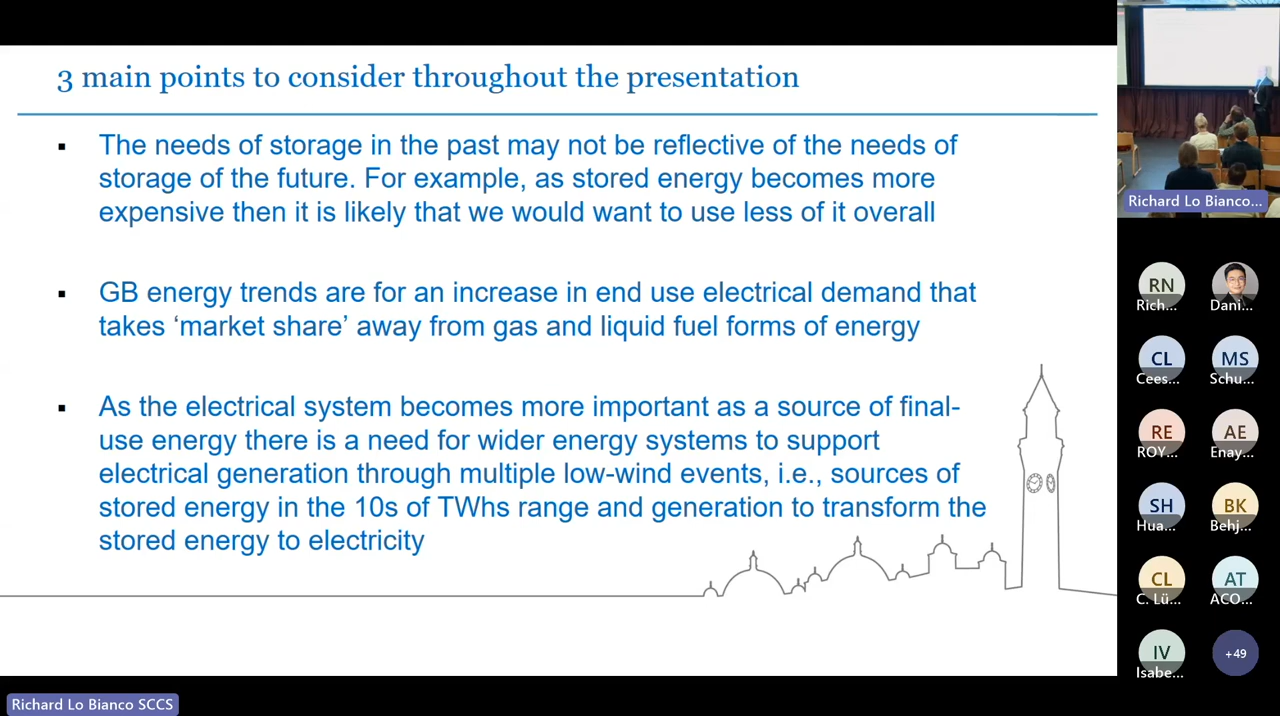 3 main points to consider throughout the presentation
▪ The needs of storage in the past may not be reflective of the needs of
storage of the future. For example, as stored energy becomes more
expensive then it is likely that we would want to use less of it overall
▪ GB energy trends are for an increase in end use electrical demand that
takes ‘market share’ away from gas and liquid fuel forms of energy
▪ As the electrical system becomes more important as a source of final-
use energy there is a need for wider energy systems to support
electrical generation through multiple low-wind events, i.e., sources of
stored energy in the 10s of TWhs range and generation to transform the
stored energy to electricity
Richard Lo Bianco SCCS
Richard Lo Bianco...
RN
Rich...
Dani...
CL
Cees...
MS
Schu...
RE
ROY...
AE
Enay...
SH
Hua...
BK
Behj...
CL
C. Lü...
AT
ACO...
IV
Isabe...
+49